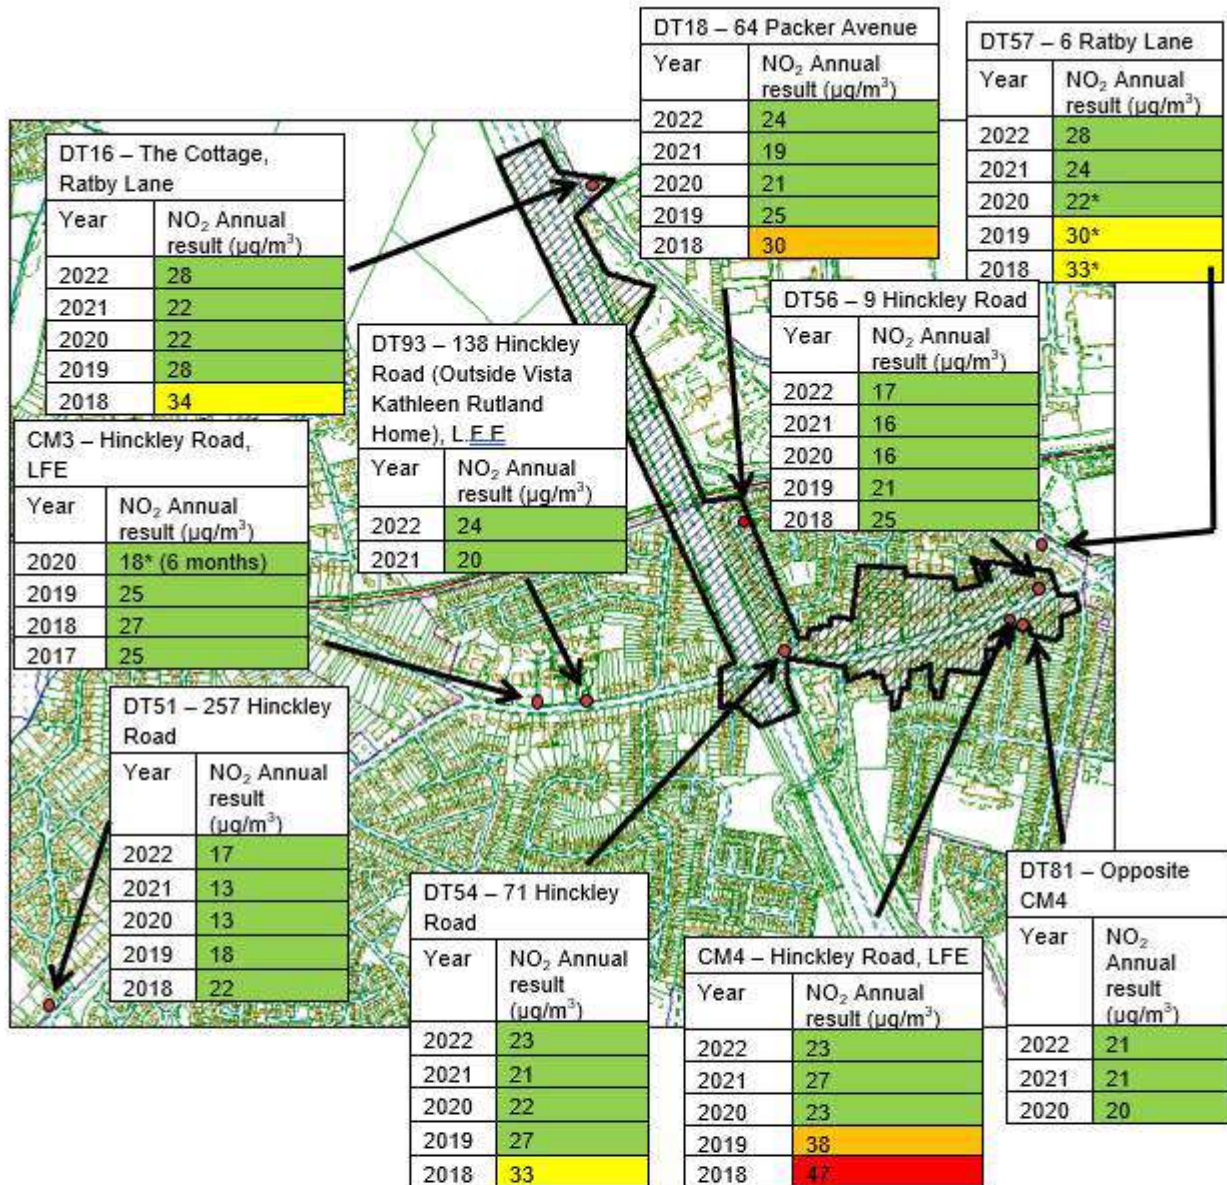 DT18 – 64 Packer Avenue
Year NO₂ Annual
result (µg/m³)
2022 24
2021 19
2020 21
2019 25
2018 30
DT57 – 6 Ratby Lane
Year NO₂ Annual
result (µg/m³)
2022 28
2021 24
2020 22*
2019 30*
2018 33*
DT16 – The Cottage,
Ratby Lane
Year NO₂ Annual
result (µg/m³)
2022 28
2021 22
2020 22
2019 28
2018 34
DT56 – 9 Hinckley Road
Year NO₂ Annual
result (µg/m³)
2022 17
2021 16
2020 16
2019 21
2018 25
DT93 – 138 Hinckley
Road (Outside Vista
Kathleen Rutland
Home), L.F.E
Year NO₂ Annual
result (µg/m³)
2022 24
2021 20
CM3 – Hinckley Road,
LFE
Year NO₂ Annual
result (µg/m³)
2020 18* (6 months)
2019 25
2018 27
2017 25
DT51 – 257 Hinckley
Road
Year NO₂ Annual
result
(µg/m³)
2022 17
2021 13
2020 13
2019 18
2018 22
DT54 – 71 Hinckley
Road
Year NO₂ Annual
result
(µg/m³)
2022 23
2021 21
2020 22
2019 27
2018 33
CM4 – Hinckley Road, LFE
Year NO₂ Annual
result (µg/m³)
2022 23
2021 27
2020 23
2019 38
2018 47
DT81 – Opposite
CM4
Year NO₂
Annual
result
(µg/m³)
2022 21
2021 21
2020 20